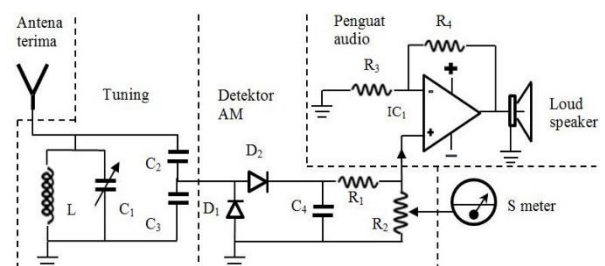 Antena
terima
Tuning
Detektor
AM
Penguat
audio
R₄
R₃
IC₁
+
-
+
-
Loud
speaker
C₂
D₂
L
C₁
C₃
D₁
C₄
R₁
R₂
S meter